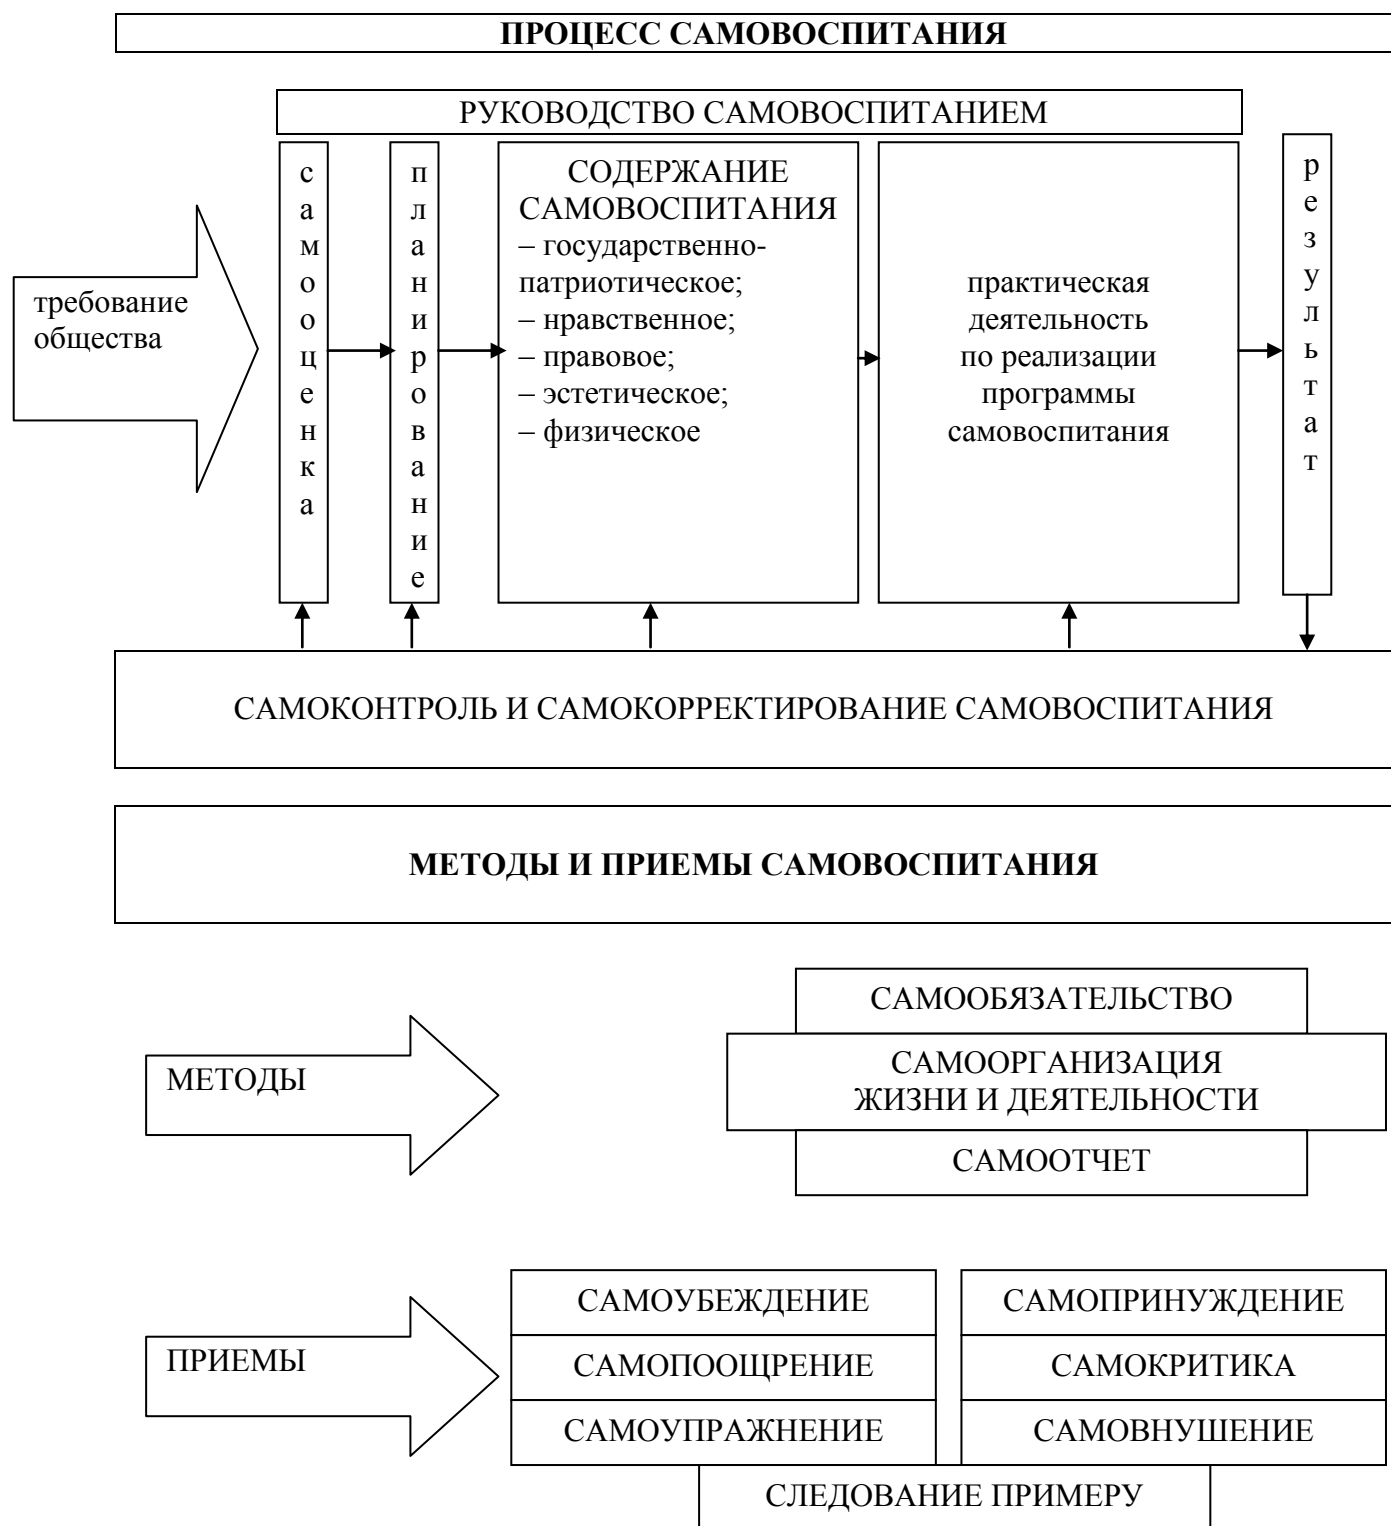 ПРОЦЕСС САМОВОСПИТАНИЯ
РУКОВОДСТВО САМОВОСПИТАНИЕМ
требование
общества
самооценка
планирование
СОДЕРЖАНИЕ
САМОВОСПИТАНИЯ
– государственно-
патриотическое;
– нравственное;
– правовое;
– эстетическое;
– физическое
практическая
деятельность
по реализации
программы
самовоспитания
результат
САМОКОНТРОЛЬ И САМОКОРРЕКТИРОВАНИЕ САМОВОСПИТАНИЯ
МЕТОДЫ И ПРИЕМЫ САМОВОСПИТАНИЯ
МЕТОДЫ
САМООБЯЗАТЕЛЬСТВО
САМООРГАНИЗАЦИЯ
ЖИЗНИ И ДЕЯТЕЛЬНОСТИ
САМООТЧЕТ
ПРИЕМЫ
САМОУБЕЖДЕНИЕ
САМОПРИНУЖДЕНИЕ
САМОПООЩРЕНИЕ
САМОКРИТИКА
САМОУПРАЖНЕНИЕ
САМОВНУШЕНИЕ
СЛЕДОВАНИЕ ПРИМЕРУ